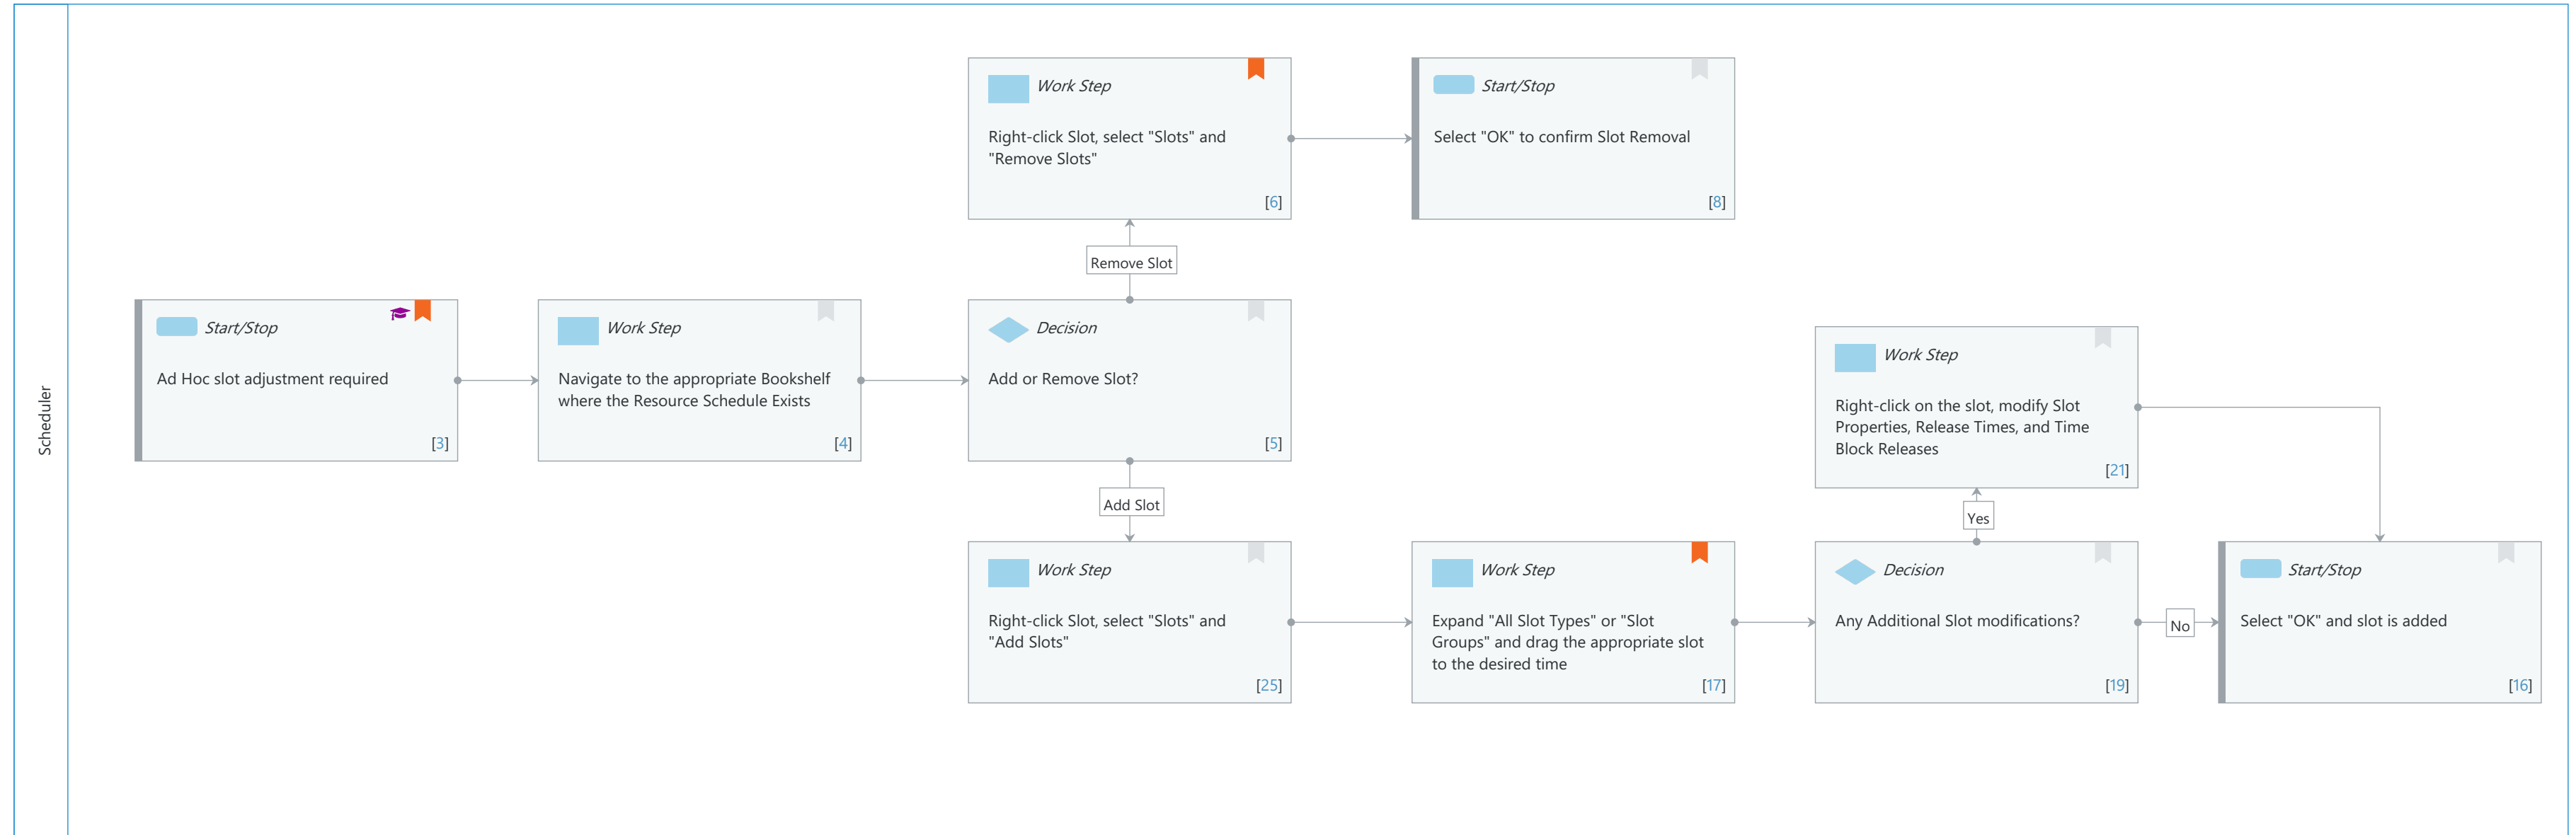 Scheduler
Work Step
Right-click Slot, select "Slots" and
"Remove Slots"
[6]
Start/Stop
Select "OK" to confirm Slot Removal
[8]
Remove Slot
Start/Stop
Ad Hoc slot adjustment required
[3]
Work Step
Navigate to the appropriate Bookshelf
where the Resource Schedule Exists
[4]
Decision
Add or Remove Slot?
[5]
Add Slot
Work Step
Right-click on the slot, modify Slot
Properties, Release Times, and Time
Block Releases
[21]
Yes
Work Step
Right-click Slot, select "Slots" and
"Add Slots"
[25]
Work Step
Expand "All Slot Types" or "Slot
Groups" and drag the appropriate slot
to the desired time
[17]
Decision
Any Additional Slot modifications?
[19]
No
Start/Stop
Select "OK" and slot is added
[16]